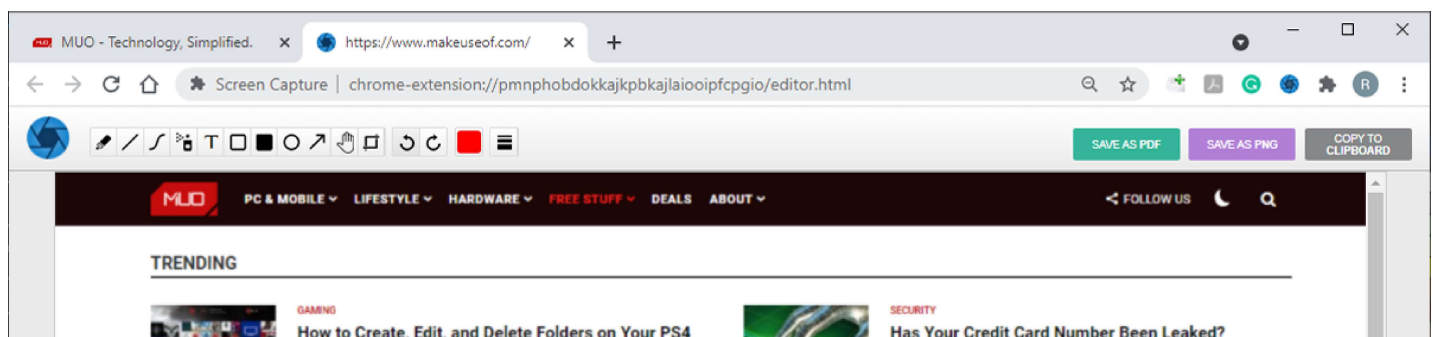 MUO - Technology, Simplified. https://www.makeuseof.com/
Screen Capture | chrome-extension://pmnphobdokkajkpbkajlaiooipfcpgio/editor.html R
T SAVE AS PDF SAVE AS PNG COPY TO CLIPBOARD
MUO PC & MOBILE LIFESTYLE HARDWARE FREE STUFF DEALS ABOUT FOLLOW US
TRENDING
GAMING
How to Create, Edit, and Delete Folders on Your PS4
SECURITY
Has Your Credit Card Number Been Leaked?